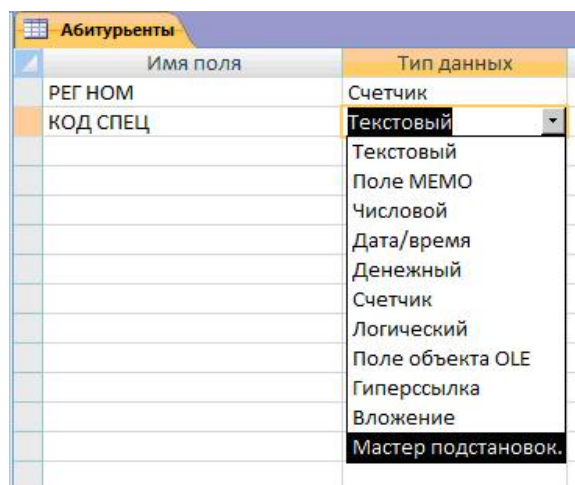 Абитурьенты
Имя поля Тип данных
РЕГ НОМ Счетчик
КОД СПЕЦ Текстовый
Текстовый
Поле МЕМО
Числовой
Дата/время
Денежный
Счетчик
Логический
Поле объекта OLE
Гиперссылка
Вложение
Мастер подстановок.